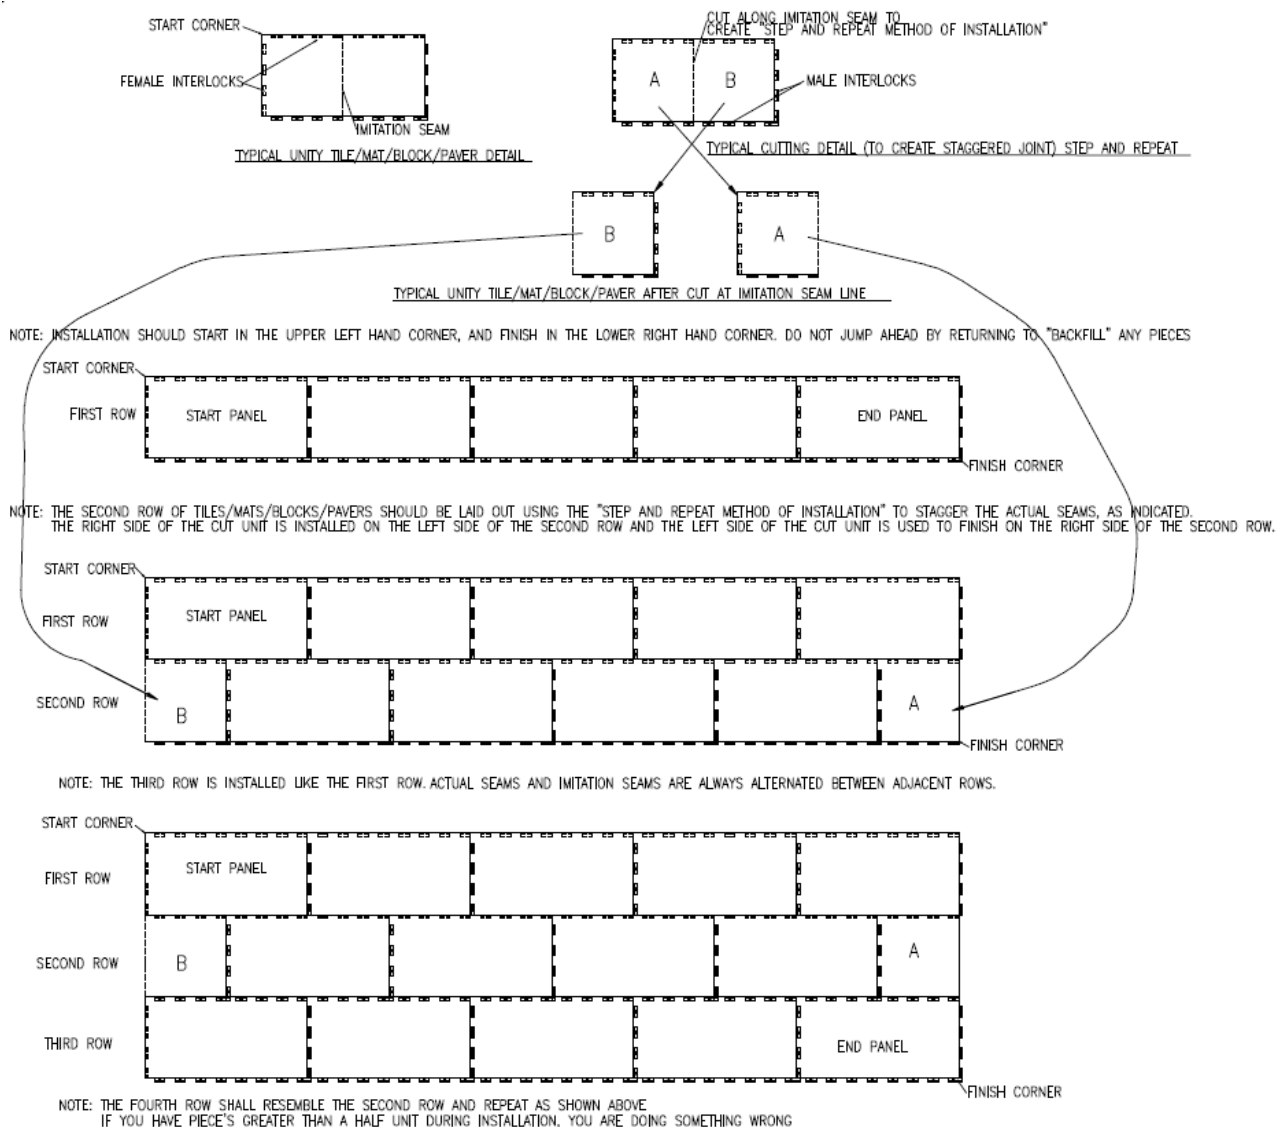 START CORNER
FEMALE INTERLOCKS
IMITATION SEAM
TYPICAL UNITY TILE/MAT/BLOCK/PAVER DETAIL
CUT ALONG IMITATION SEAM TO
CREATE "STEP AND REPEAT METHOD OF INSTALLATION"
A
B
MALE INTERLOCKS
TYPICAL CUTTING DETAIL (TO CREATE STAGGERED JOINT) STEP AND REPEAT
B
A
TYPICAL UNITY TILE/MAT/BLOCK/PAVER AFTER CUT AT IMITATION SEAM LINE
NOTE: INSTALLATION SHOULD START IN THE UPPER LEFT HAND CORNER, AND FINISH IN THE LOWER RIGHT HAND CORNER. DO NOT JUMP AHEAD BY RETURNING TO "BACKFILL" ANY PIECES
START CORNER
FIRST ROW
START PANEL
END PANEL
FINISH CORNER
NOTE: THE SECOND ROW OF TILES/MATS/BLOCKS/PAVERS SHOULD BE LAID OUT USING THE "STEP AND REPEAT METHOD OF INSTALLATION" TO STAGGER THE ACTUAL SEAMS, AS INDICATED.
THE RIGHT SIDE OF THE CUT UNIT IS INSTALLED ON THE LEFT SIDE OF THE SECOND ROW AND THE LEFT SIDE OF THE CUT UNIT IS USED TO FINISH ON THE RIGHT SIDE OF THE SECOND ROW.
START CORNER
FIRST ROW
START PANEL
SECOND ROW
B
A
FINISH CORNER
NOTE: THE THIRD ROW IS INSTALLED LIKE THE FIRST ROW. ACTUAL SEAMS AND IMITATION SEAMS ARE ALWAYS ALTERNATED BETWEEN ADJACENT ROWS.
START CORNER
FIRST ROW
START PANEL
SECOND ROW
B
A
THIRD ROW
END PANEL
FINISH CORNER
NOTE: THE FOURTH ROW SHALL RESEMBLE THE SECOND ROW AND REPEAT AS SHOWN ABOVE
IF YOU HAVE PIECE'S GREATER THAN A HALF UNIT DURING INSTALLATION, YOU ARE DOING SOMETHING WRONG